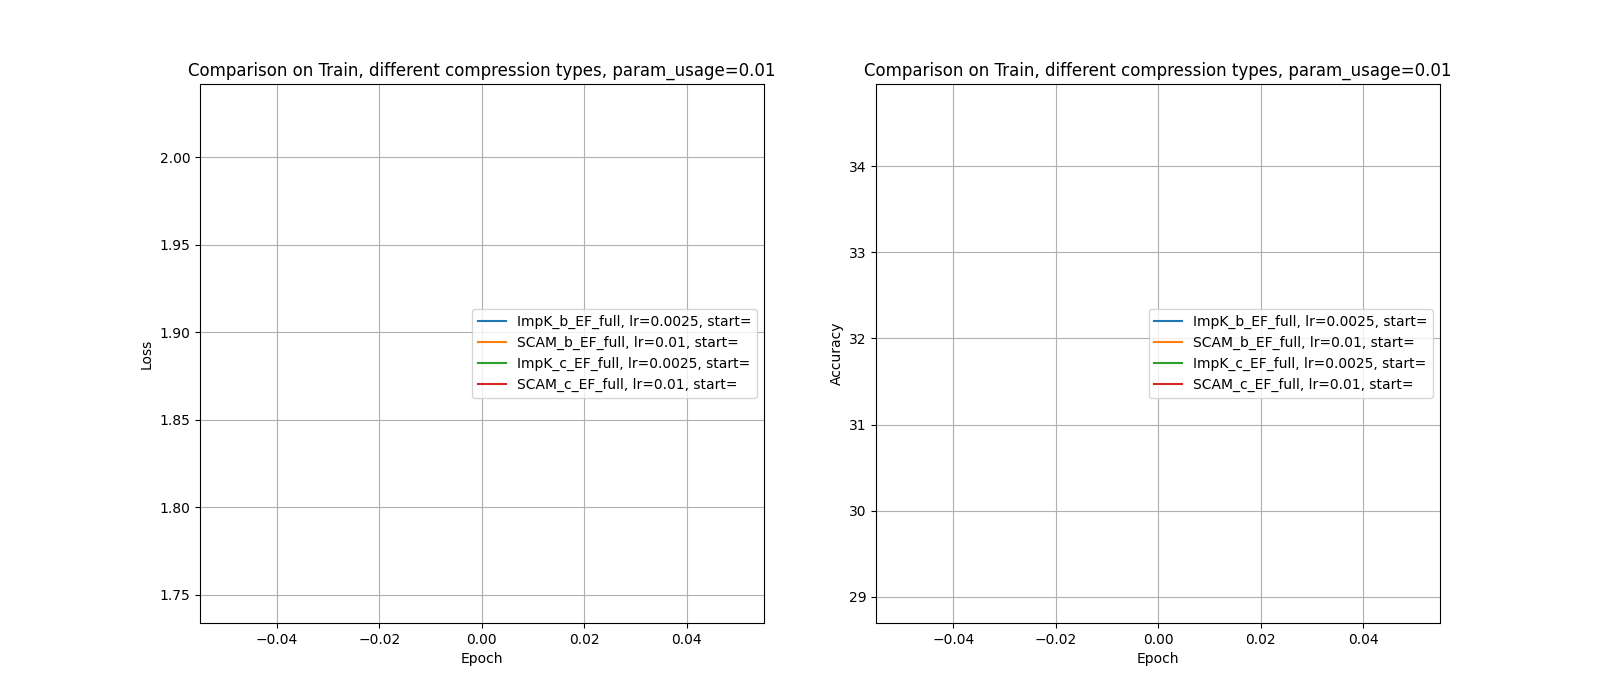 Comparison on Train, different compression types, param_usage=0.01
2.00
1.95
1.90
1.85
1.80
1.75
Loss
ImpK_b_EF_full, lr=0.0025, start=
SCAM_b_EF_full, lr=0.01, start=
ImpK_c_EF_full, lr=0.0025, start=
SCAM_c_EF_full, lr=0.01, start=
−0.04 −0.02 0.00 0.02 0.04
Epoch
Comparison on Train, different compression types, param_usage=0.01
34
33
32
31
30
29
Accuracy
ImpK_b_EF_full, lr=0.0025, start=
SCAM_b_EF_full, lr=0.01, start=
ImpK_c_EF_full, lr=0.0025, start=
SCAM_c_EF_full, lr=0.01, start=
−0.04 −0.02 0.00 0.02 0.04
Epoch